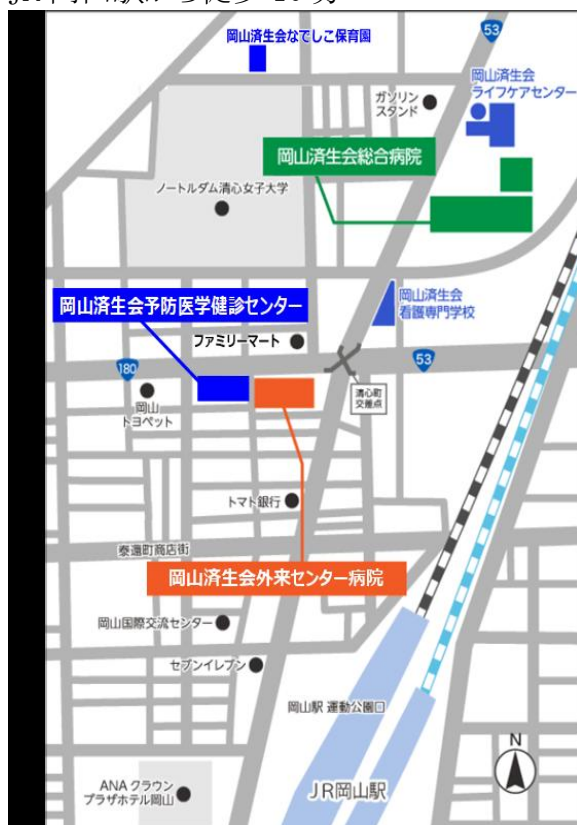 岡山済生会なでしこ保育園
53
岡山済生会
ライフケアセンター
ガソリン
スタンド
岡山済生会総合病院
ノートルダム清心女子大学
岡山済生会
看護専門学校
岡山済生会予防医学健診センター
ファミリーマート
53
180
清心町
交差点
岡山
トヨペット
トマト銀行
奉還町商店街
岡山済生会外来センター病院
岡山国際交流センター
セブンイレブン
岡山駅 運動公園口
N
ANA クラウン
プラザホテル岡山
JR岡山駅